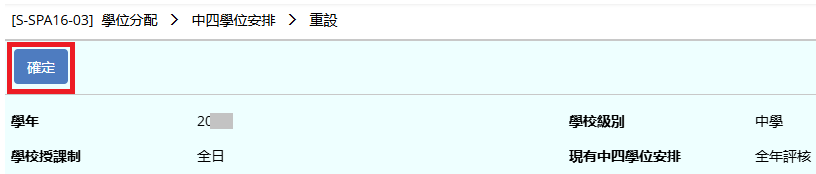 [S-SPA16-03] 學位分配 > 中四學位安排 > 重設
確定
學年 20 學校級別 中學
學校授課制 全日 現有中四學位安排 全年評核